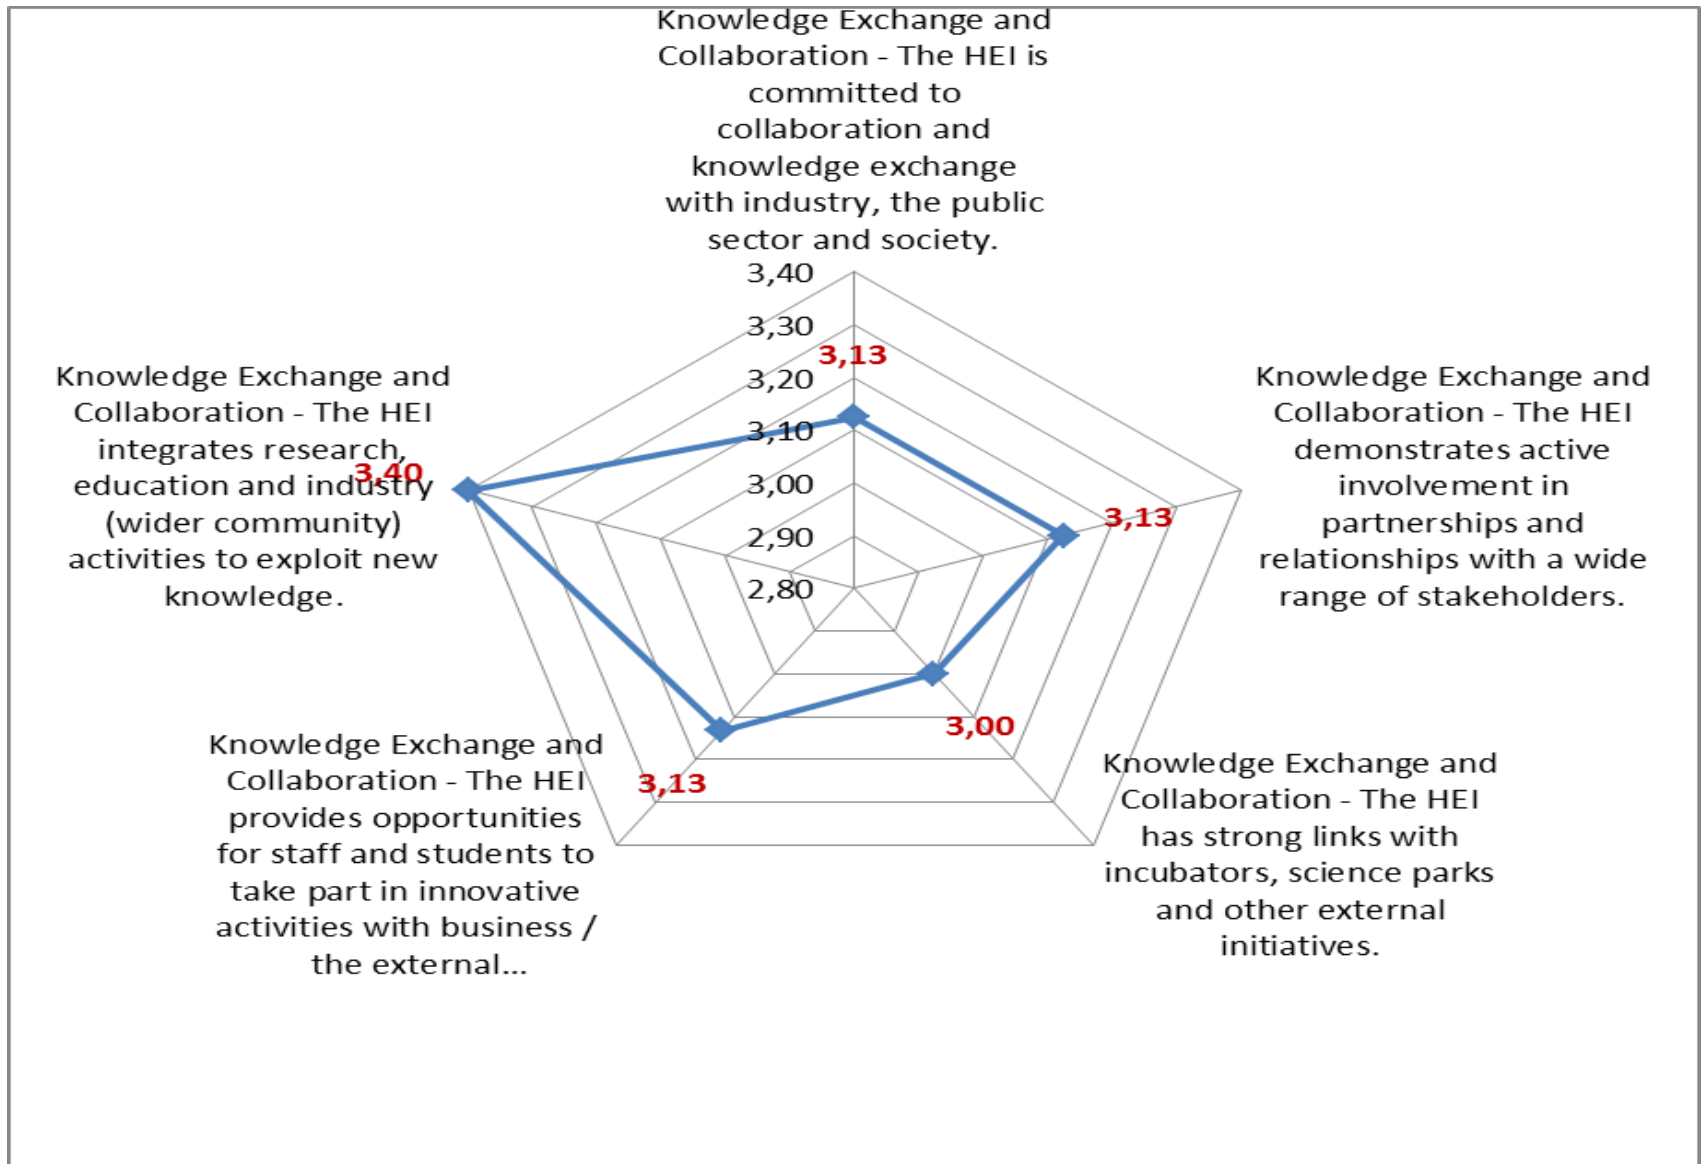 Knowledge Exchange and
Collaboration - The HEI is
committed to
collaboration and
knowledge exchange
with industry, the public
sector and society.
3,40
3,30
3,13
3,20
3,10
3,00
2,90
2,80
Knowledge Exchange and
Collaboration - The HEI
demonstrates active
involvement in
partnerships and
relationships with a wide
range of stakeholders.
3,13
Knowledge Exchange and
Collaboration - The HEI
has strong links with
incubators, science parks
and other external
initiatives.
3,00
Knowledge Exchange and
Collaboration - The HEI
provides opportunities
for staff and students to
take part in innovative
activities with business /
the external...
3,13
Knowledge Exchange and
Collaboration - The HEI
integrates research,
education and industry
(wider community)
activities to exploit new
knowledge.
3,40